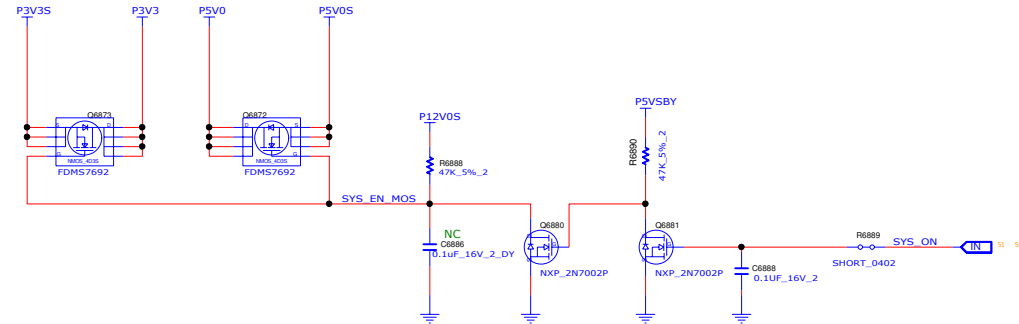 P3V3S
P3V3
P5V0
P5V0S
Q6873
S
D
G
NMOS_4D3S
FDMS7692
Q6872
D
S
G
NMOS_4D3S
FDMS7692
P12V0S
R6888
47K_5%_2
P5VSBY
R6890
47K_5%_2
SYS_EN_MOS
NC
C6886
0.1uF_16V_2_DY
Q6880
NXP_2N7002P
Q6881
NXP_2N7002P
C6888
0.1UF_16V_2
R6889
SHORT_0402
SYS_ON
IN
S1
S